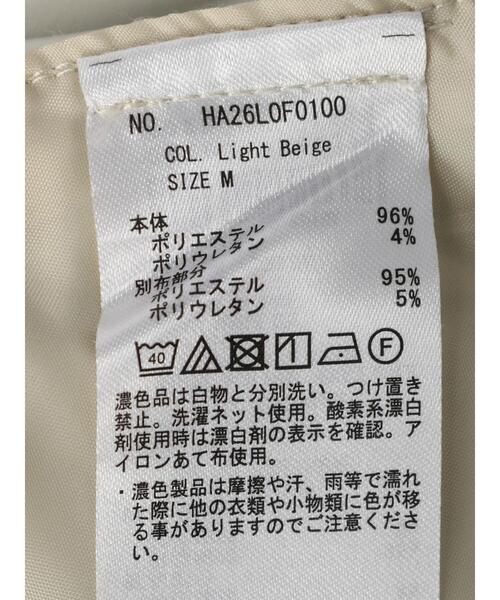 NO. HA26L0F0100
COL. Light Beige
SIZE M
本体
ポリエステル 96%
ポリウレタン 4%
別布部分
ポリエステル 95%
ポリウレタン 5%
40 F
濃色品は白物と分別洗い。つけ置き
禁止。洗濯ネット使用。酸素系漂白
剤使用時は漂白剤の表示を確認。ア
イロンあて布使用。
・濃色製品は摩擦や汗、雨等で濡れ
た際に他の衣類や小物類に色が移
る事がありますのでご注意くださ
い。